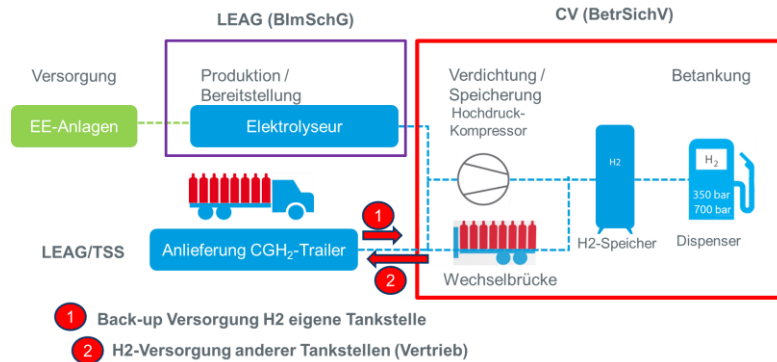 LEAG (BImSchG)
CV (BetrSichV)
Versorgung
Produktion /
Bereitstellung
Verdichtung /
Speicherung
Hochdruck-
Kompressor
Betankung
EE-Anlagen
Elektrolyseur
H2
H₂
350 bar
700 bar
1
LEAG/TSS
Anlieferung CGH₂-Trailer
2
Wechselbrücke
H2-Speicher
Dispenser
1 Back-up Versorgung H2 eigene Tankstelle
2 H2-Versorgung anderer Tankstellen (Vertrieb)